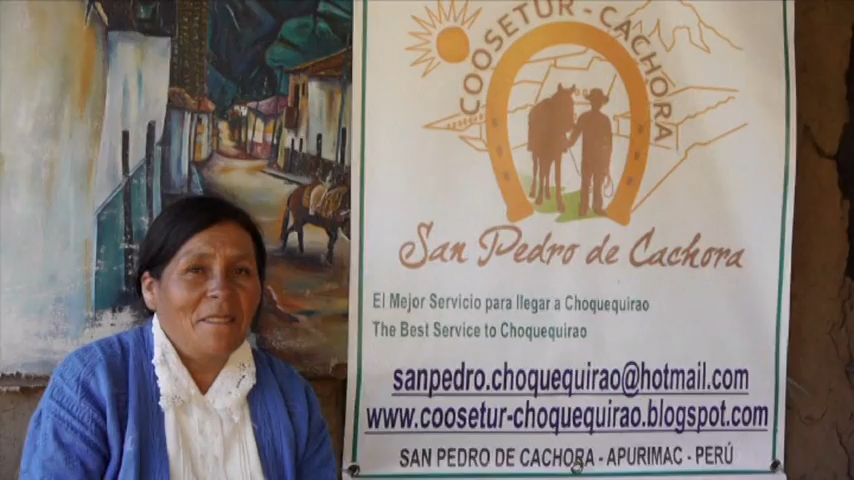 COOSETUR - CACHORA
San Pedro de Cachora
El Mejor Servicio para llegar a Choquequirao
The Best Service to Choquequirao
sanpedro.choquequirao@hotmail.com
www.coosetur-choquequirao.blogspot.com
SAN PEDRO DE CACHORA - APURIMAC - PERÚ